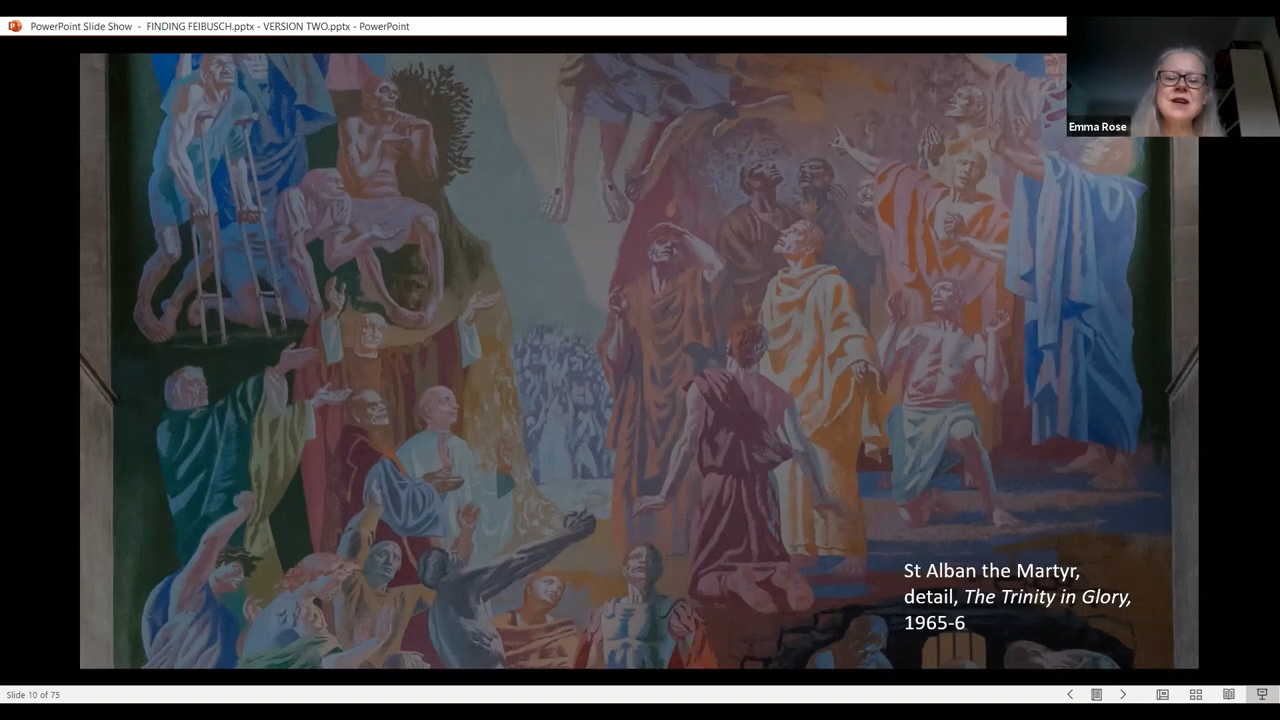 PowerPoint Slide Show - FINDING FEIBUSCH.pptx - VERSION TWO.pptx - PowerPoint
Emma Rose
St Alban the Martyr,
detail, The Trinity in Glory,
1965-6
Slide 10 of 75